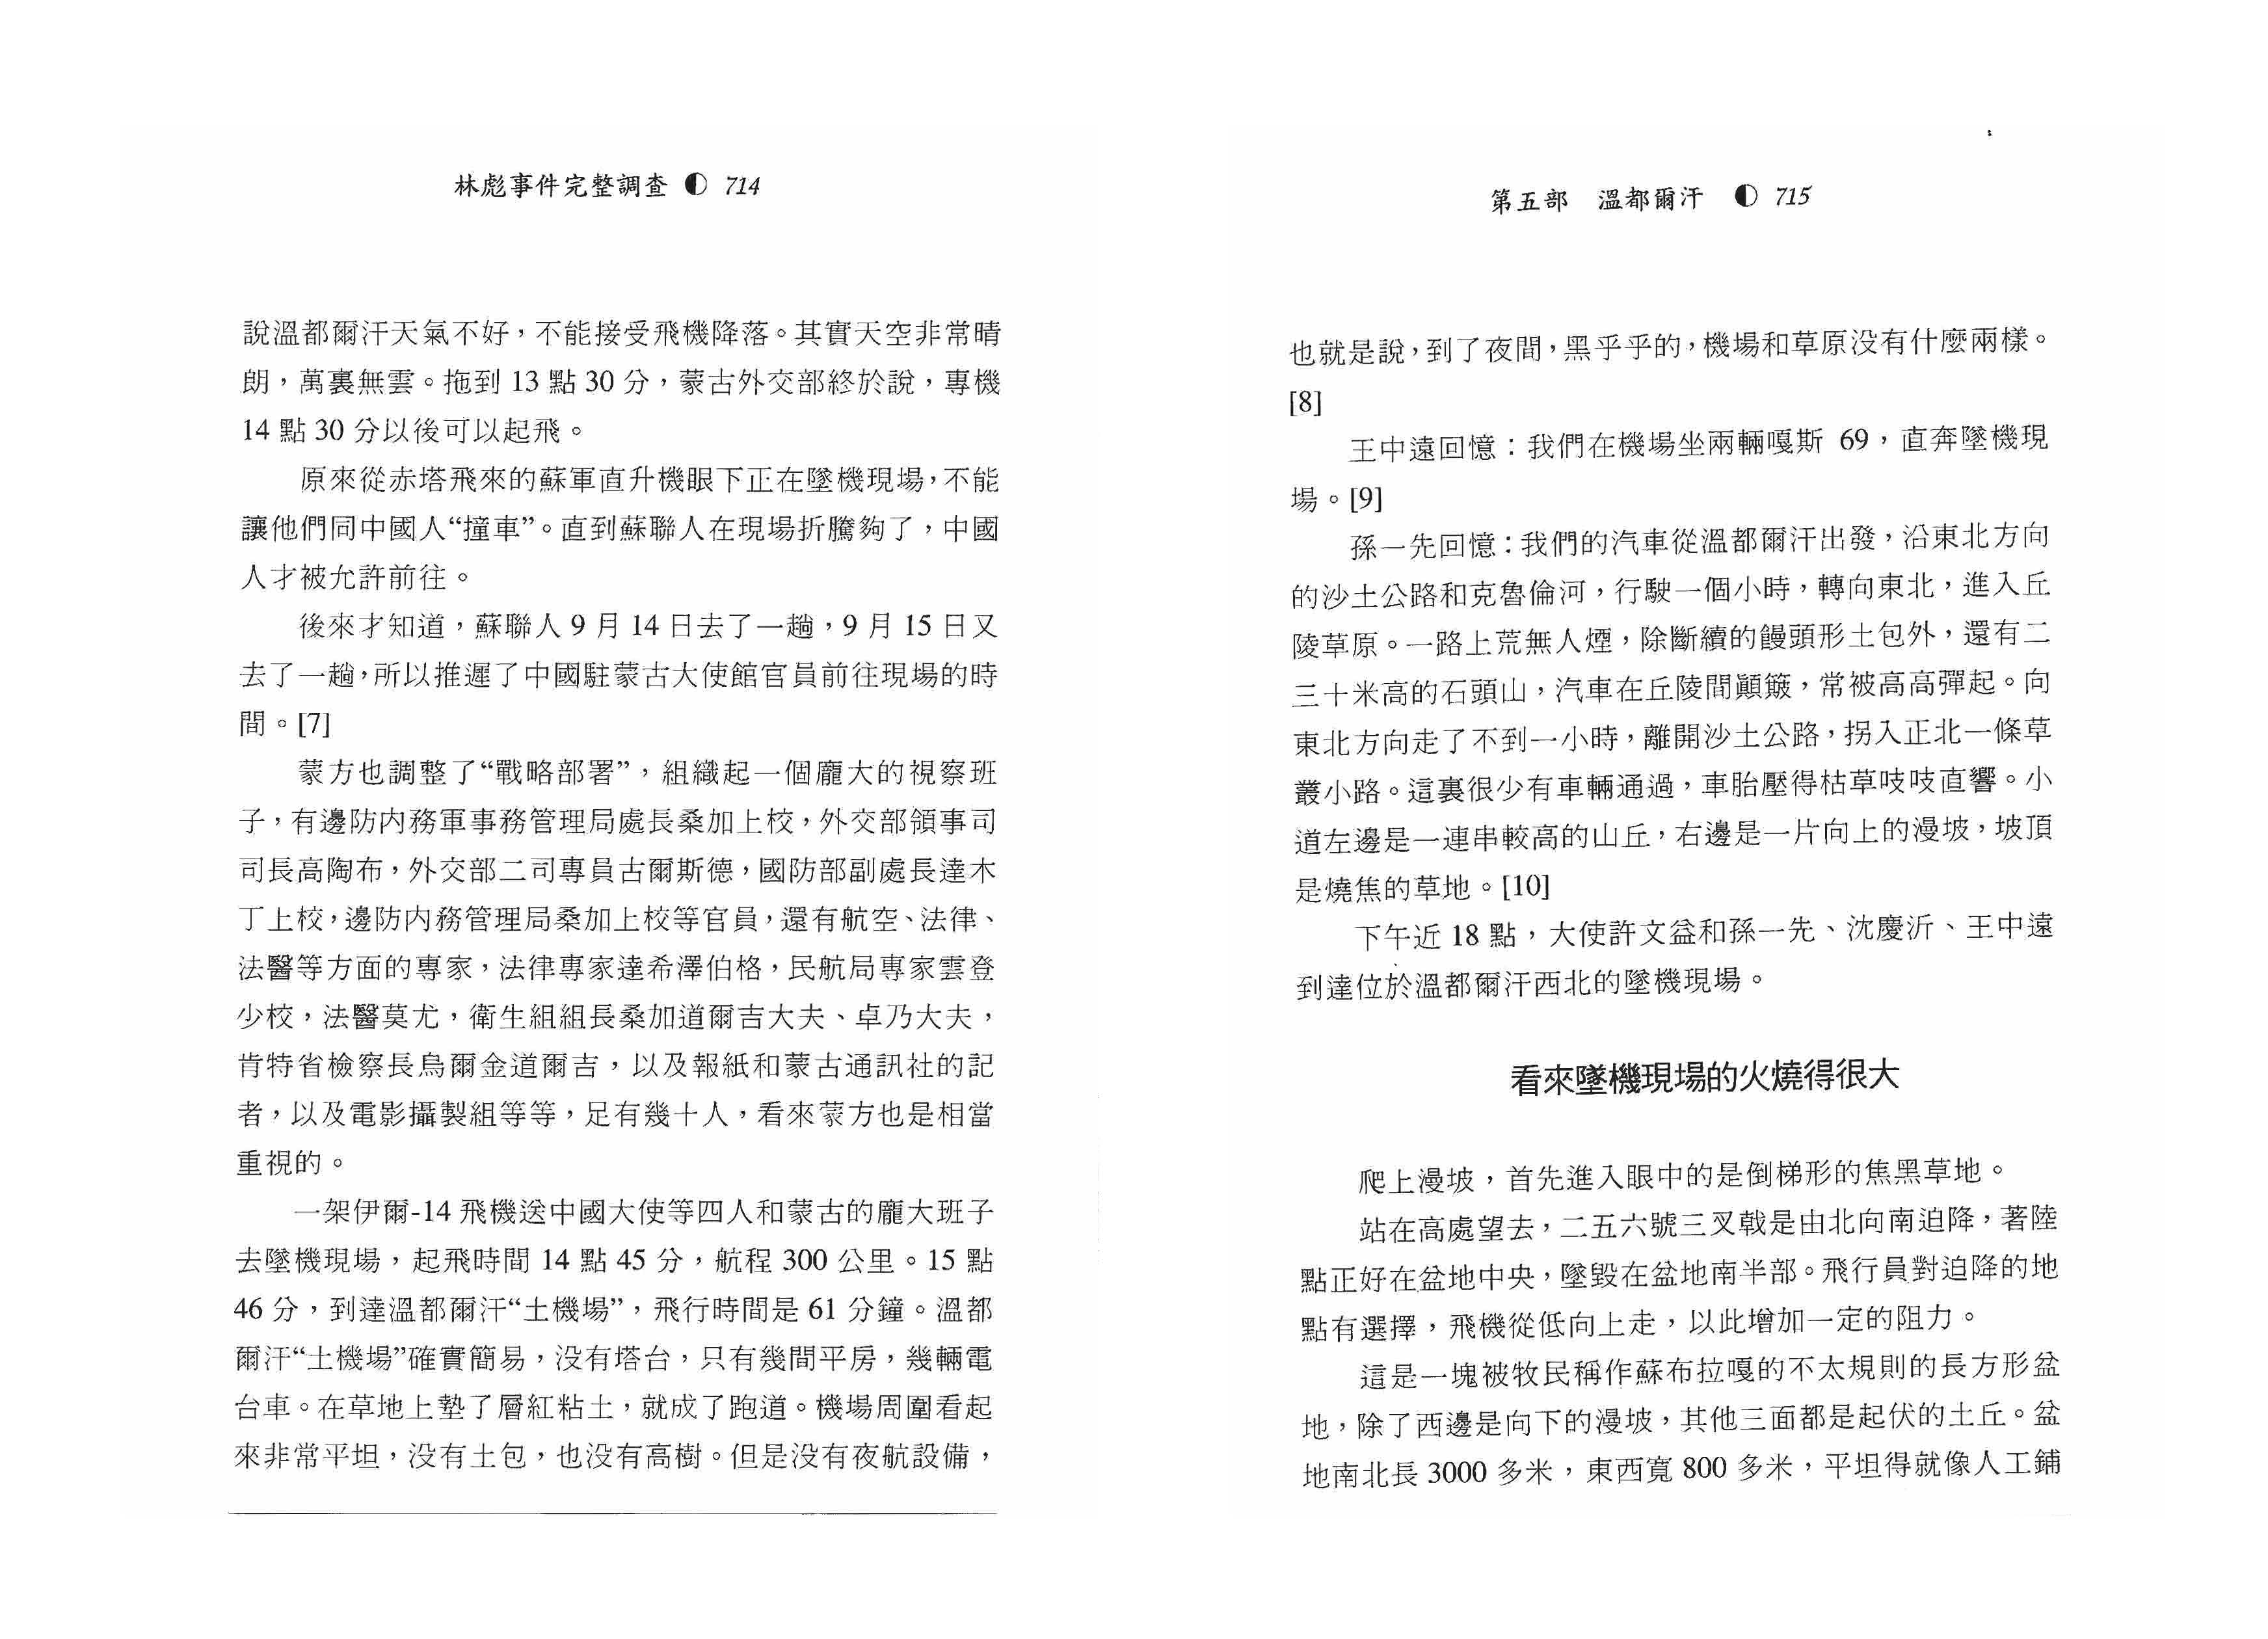 林彪事件完整調查 714
說溫都爾汗天氣不好，不能接受飛機降落。其實天空非常晴
朗，萬裏無雲。拖到 13 點 30 分，蒙古外交部終於說，專機
14 點 30 分以後可以起飛。
原來從赤塔飛來的蘇軍直升機眼下正在墜機現場，不能
讓他們同中國人“撞車”。直到蘇聯人在現場折騰夠了，中國
人才被允許前往。
後來才知道，蘇聯人 9 月 14 日去了一趟，9 月 15 日又
去了一趟，所以推遲了中國駐蒙古大使館官員前往現場的時
間。[7]
蒙方也調整了“戰略部署”，組織起一個龐大的視察班
子，有邊防内務軍事務管理局處長桑加上校，外交部領事司
司長高陶布，外交部二司專員古爾斯德，國防部副處長達木
丁上校，邊防内務管理局桑加上校等官員，還有航空、法律、
法醫等方面的專家，法律專家達希澤伯格，民航局專家雲登
少校，法醫莫尤，衛生組組長桑加道爾吉大夫、卓乃大夫，
肯特省檢察長烏爾金道爾吉，以及報紙和蒙古通訊社的記
者，以及電影攝製組等等，足有幾十人，看來蒙方也是相當
重視的。
一架伊爾-14 飛機送中國大使等四人和蒙古的龐大班子
去墜機現場，起飛時間 14 點 45 分，航程 300 公里。15 點
46 分，到達溫都爾汗“土機場”，飛行時間是 61 分鐘。溫都
爾汗“土機場”確實簡易，没有塔台，只有幾間平房，幾輛電
台車。在草地上墊了層紅粘土，就成了跑道。機場周圍看起
來非常平坦，没有土包，也没有高樹。但是没有夜航設備，
第五部 溫都爾汗 715
也就是說，到了夜間，黑乎乎的，機場和草原没有什麼兩樣。
[8]
王中遠回憶：我們在機場坐兩輛嘎斯 69，直奔墜機現
場。[9]
孫一先回憶：我們的汽車從溫都爾汗出發，沿東北方向
的沙土公路和克魯倫河，行駛一個小時，轉向東北，進入丘
陵草原。一路上荒無人煙，除斷續的饅頭形土包外，還有二
三十米高的石頭山，汽車在丘陵間顛簸，常被高高彈起。向
東北方向走了不到一小時，離開沙土公路，拐入正北一條草
叢小路。這裏很少有車輛通過，車胎壓得枯草吱吱直響。小
道左邊是一連串較高的山丘，右邊是一片向上的漫坡，坡頂
是燒焦的草地。[10]
下午近 18 點，大使許文益和孫一先、沈慶沂、王中遠
到達位於溫都爾汗西北的墜機現場。
看來墜機現場的火燒得很大
爬上漫坡，首先進入眼中的是倒梯形的焦黑草地。
站在高處望去，二五六號三叉戟是由北向南迫降，著陸
點正好在盆地中央，墜毀在盆地南半部。飛行員對迫降的地
點有選擇，飛機從低向上走，以此增加一定的阻力。
這是一塊被牧民稱作蘇布拉嘎的不太規則的長方形盆
地，除了西邊是向下的漫坡，其他三面都是起伏的土丘。盆
地南北長 3000 多米，東西寬 800 多米，平坦得就像人工鋪